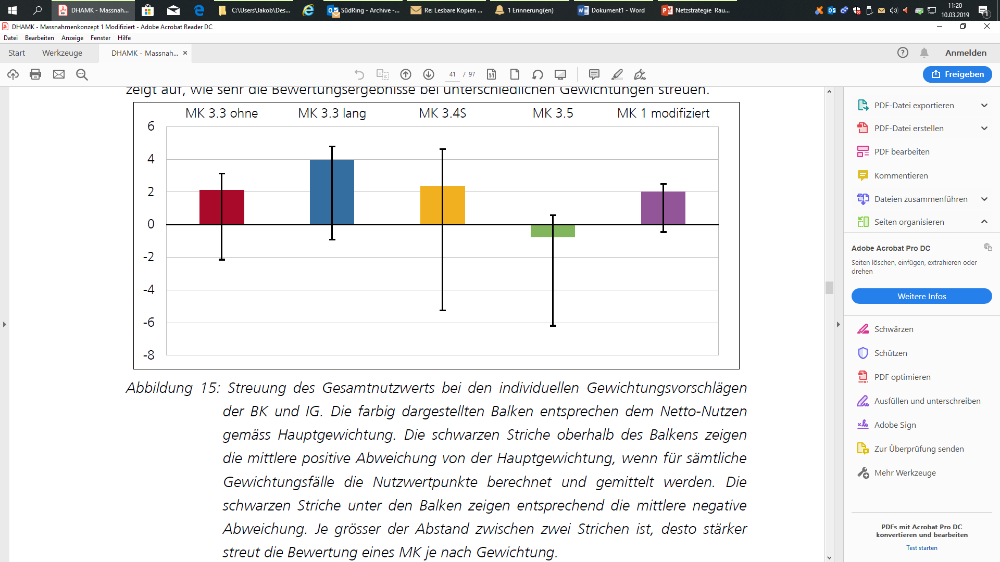 DHAMK - Massnah...
C:\Users\Jakob\Des...
SüdRing - Archive -...
Re: Lesbare Kopien ...
1 Erinnerung(en)
Dokument1 - Word
Netzstrategie Rau...
11:20
10.03.2019
1
DHAMK - Massnahmenkonzept 1 Modifiziert - Adobe Acrobat Reader DC
Datei Bearbeiten Anzeige Fenster Hilfe
Start Werkzeuge DHAMK - Massnah... Anmelden
41 / 97
Freigeben
zeigt auf, wie sehr die Bewertungsergebnisse bei unterschiedlichen Gewichtungen streuen.
MK 3.3 ohne MK 3.3 lang MK 3.4S MK 3.5 MK 1 modifiziert
6
4
2
0
-2
-4
-6
-8
Abbildung 15: Streuung des Gesamtnutzwerts bei den individuellen Gewichtungsvorschlägen
der BK und IG. Die farbig dargestellten Balken entsprechen dem Netto-Nutzen
gemäss Hauptgewichtung. Die schwarzen Striche oberhalb des Balkens zeigen
die mittlere positive Abweichung von der Hauptgewichtung, wenn für sämtliche
Gewichtungsfälle die Nutzwertpunkte berechnet und gemittelt werden. Die
schwarzen Striche unter den Balken zeigen entsprechend die mittlere negative
Abweichung. Je grösser der Abstand zwischen zwei Strichen ist, desto stärker
streut die Bewertung eines MK je nach Gewichtung.
PDF-Datei exportieren
PDF-Datei erstellen
PDF bearbeiten
Kommentieren
Dateien zusammenführen
Seiten organisieren
Adobe Acrobat Pro DC
Seiten löschen, einfügen, extrahieren oder
drehen
Weitere Infos
Schwärzen
Schützen
PDF optimieren
Ausfüllen und unterschreiben
Adobe Sign
Zur Überprüfung senden
Mehr Werkzeuge
PDFs mit Acrobat Pro DC
konvertieren und bearbeiten
Test starten